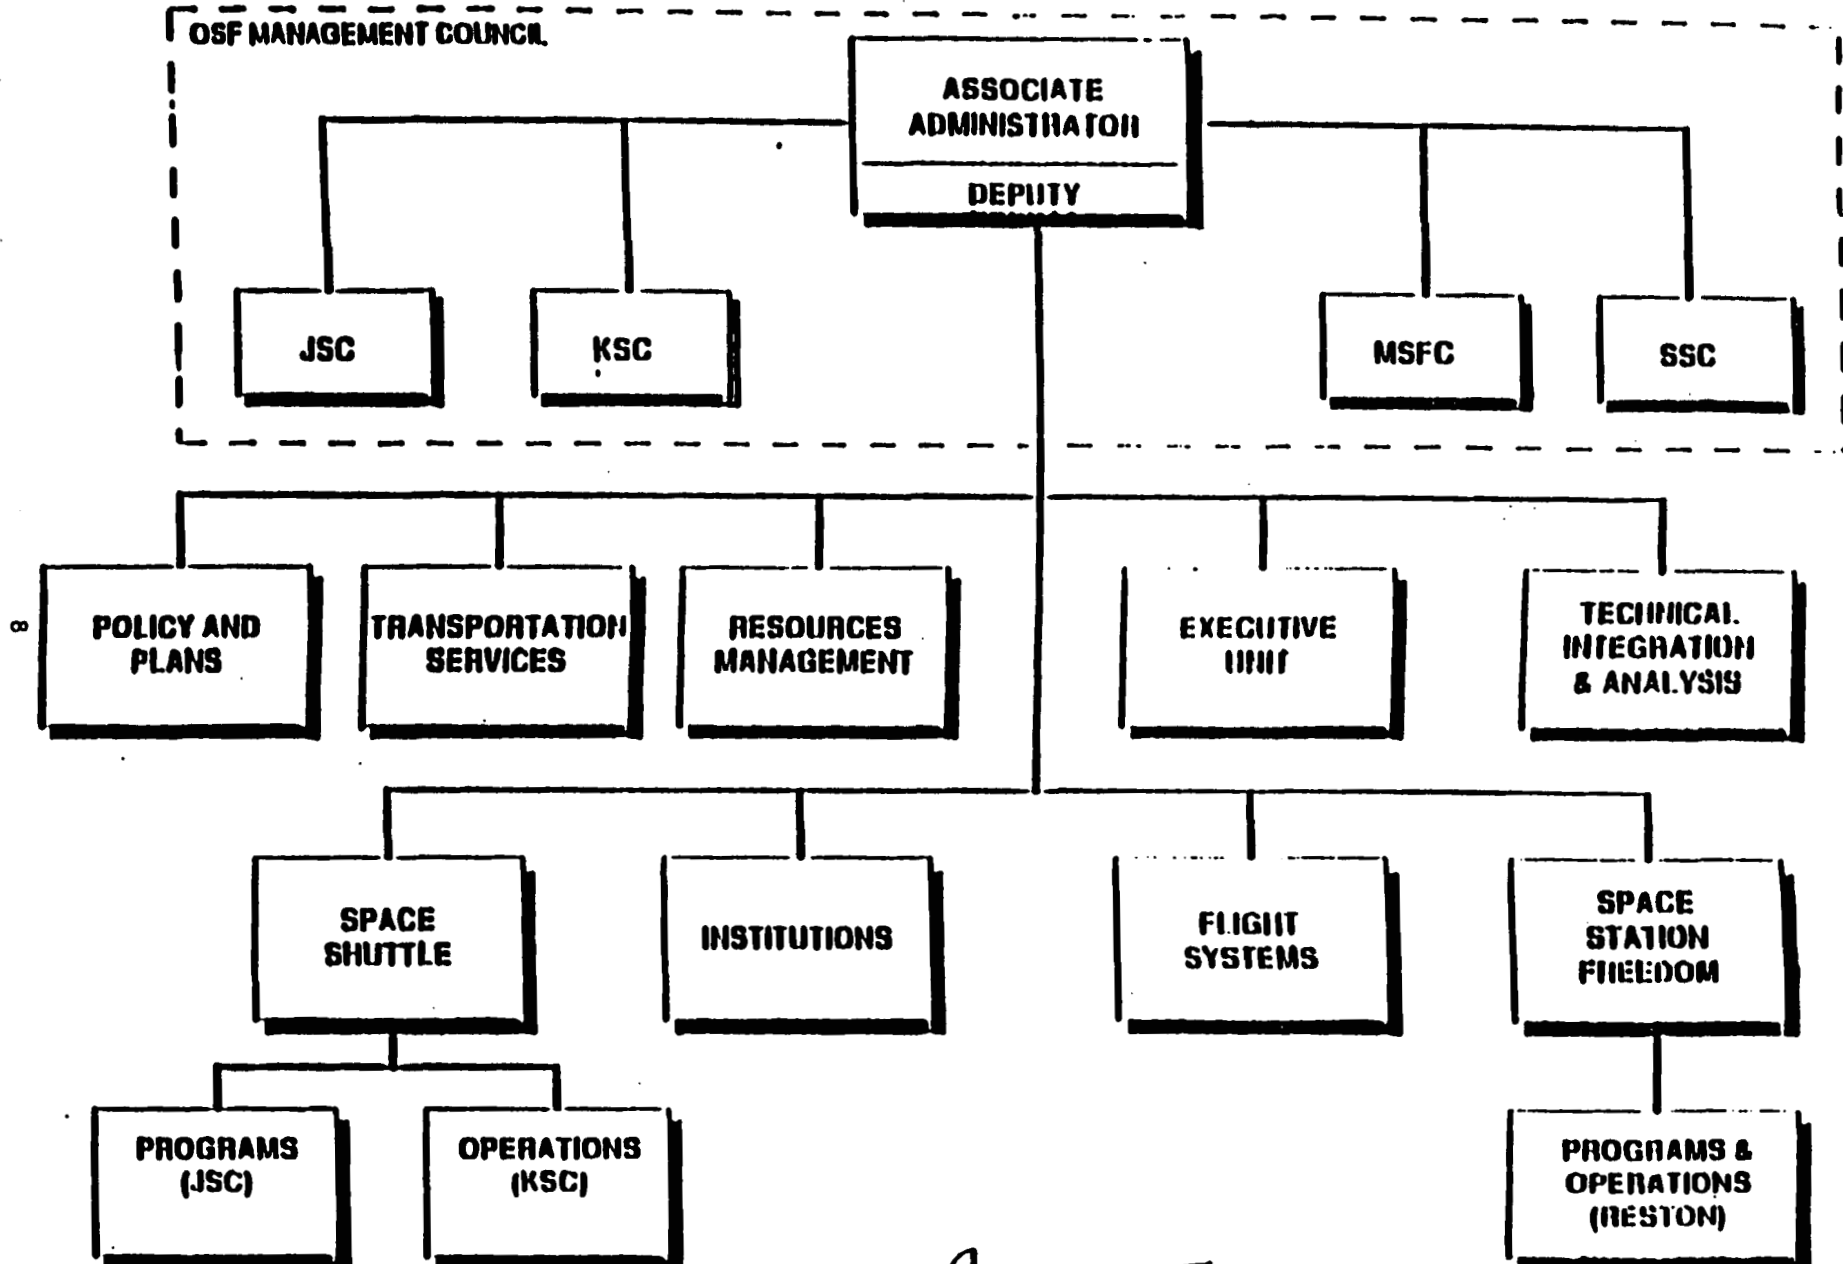 OSF MANAGEMENT COUNCIL
ASSOCIATE
ADMINISTRATOR
DEPUTY
JSC
KSC
MSFC
SSC
8
POLICY AND
PLANS
TRANSPORTATION
SERVICES
RESOURCES
MANAGEMENT
EXECUTIVE
UNIT
TECHNICAL
INTEGRATION
& ANALYSIS
SPACE
SHUTTLE
INSTITUTIONS
FLIGHT
SYSTEMS
SPACE
STATION
FREEDOM
PROGRAMS
(JSC)
OPERATIONS
(KSC)
PROGRAMS &
OPERATIONS
(RESTON)